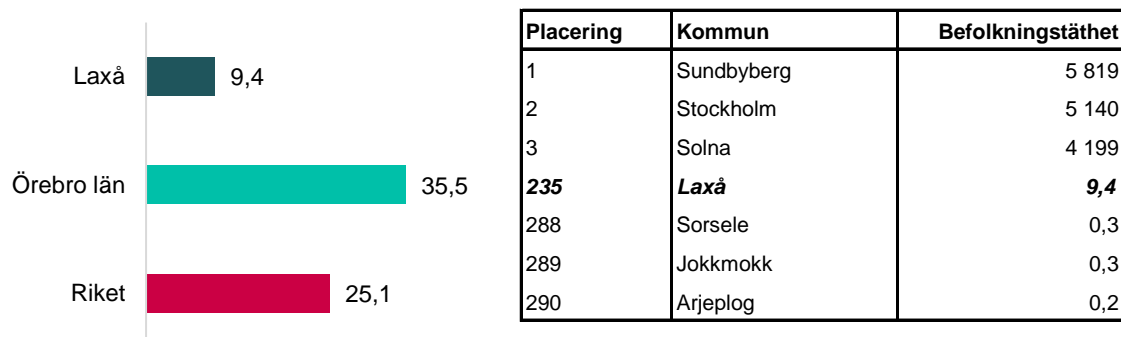 Laxå 9,4
Örebro län 35,5
Riket 25,1
Placering Kommun Befolkningstäthet
1 Sundbyberg 5 819
2 Stockholm 5 140
3 Solna 4 199
235 Laxå 9,4
288 Sorsele 0,3
289 Jokkmokk 0,3
290 Arjeplog 0,2